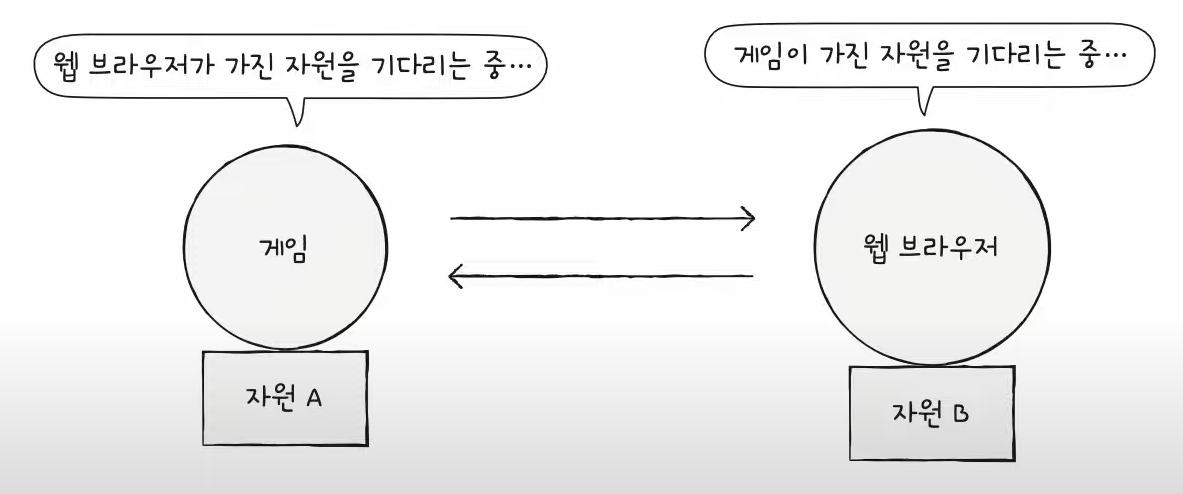 웹 브라우저가 가진 자원을 기다리는 중…
게임이 가진 자원을 기다리는 중…
게임
웹 브라우저
자원 A
자원 B